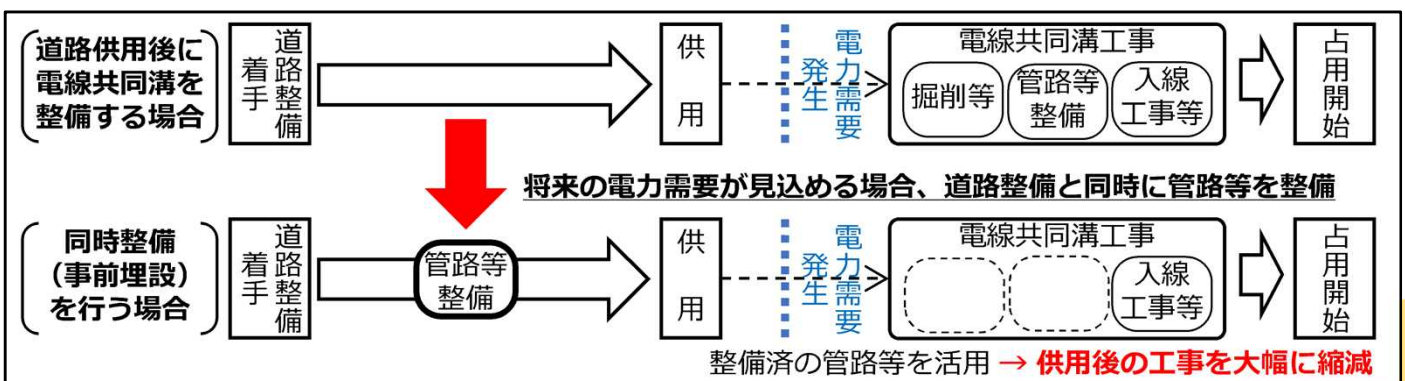 道路供用後に
電線共同溝を
整備する場合
道路整備
着手
供用
電力需要
発生
電線共同溝工事
掘削等
管路等
整備
入線
工事等
占用開始
将来の電力需要が見込める場合、道路整備と同時に管路等を整備
同時整備
（事前埋設）
を行う場合
道路整備
着手
管路等
整備
供用
電力需要
発生
電線共同溝工事
入線
工事等
占用開始
整備済の管路等を活用 → 供用後の工事を大幅に縮減